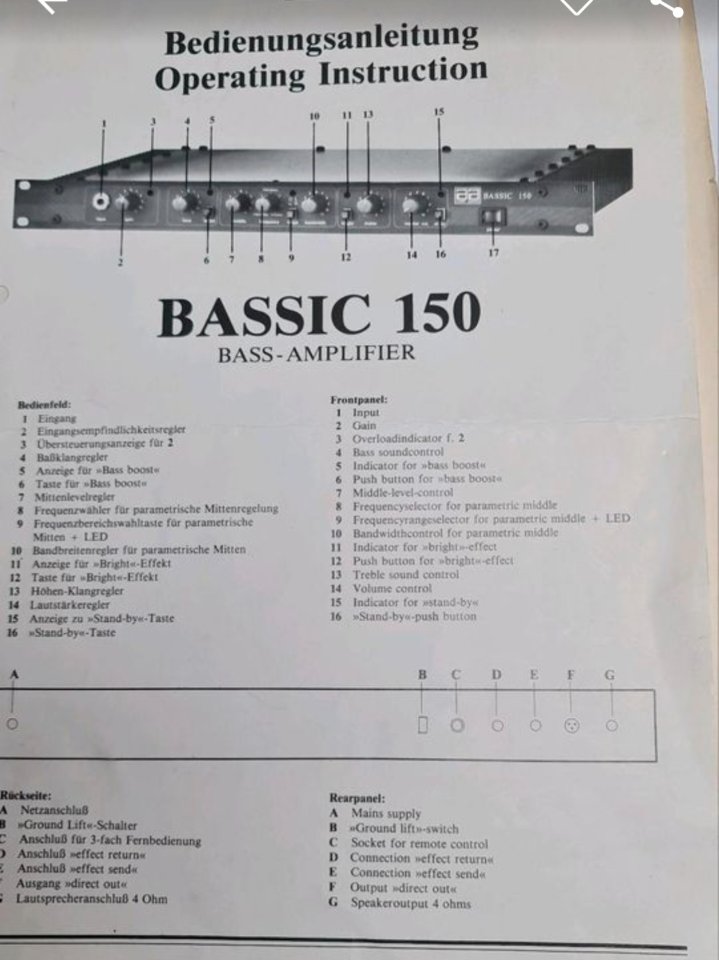 Bedienungsanleitung
Operating Instruction
1 3 4 5 10 11 13 15
BASSIC 150
2 6 7 8 9 12 14 16 17
BASSIC 150
BASS-AMPLIFIER
Bedienfeld:
1 Eingang
2 Eingangsempfindlichkeitsregler
3 Übersteuerungsanzeige für 2
4 Baßklangregler
5 Anzeige für »Bass boost«
6 Taste für »Bass boost«
7 Mittenlevelregler
8 Frequenzwähler für parametrische Mittenregelung
9 Frequenzbereichswahltaste für parametrische
Mitten + LED
10 Bandbreitenregler für parametrische Mitten
11 Anzeige für »Bright«-Effekt
12 Taste für »Bright«-Effekt
13 Höhen-Klangregler
14 Lautstärkeregler
15 Anzeige zu »Stand-by«-Taste
16 »Stand-by«-Taste
Frontpanel:
1 Input
2 Gain
3 Overloadindicator f. 2
4 Bass soundcontrol
5 Indicator for »bass boost«
6 Push button for »bass boost«
7 Middle-level-control
8 Frequencyselector for parametric middle
9 Frequencyrangeselector for parametric middle + LED
10 Bandwidthcontrol for parametric middle
11 Indicator for »bright«-effect
12 Push button for »bright«-effect
13 Treble sound control
14 Volume control
15 Indicator for »stand-by«
16 »Stand-by«-push button
A B C D E F G
Rückseite:
A Netzanschluß
B »Ground Lift«-Schalter
C Anschluß für 3-fach Fernbedienung
D Anschluß »effect return«
E Anschluß »effect send«
Ausgang »direct out«
Lautsprecheranschluß 4 Ohm
Rearpanel:
A Mains supply
B »Ground lift»-switch
C Socket for remote control
D Connection »effect return«
E Connection »effect send«
F Output »direct out«
G Speakeroutput 4 ohms